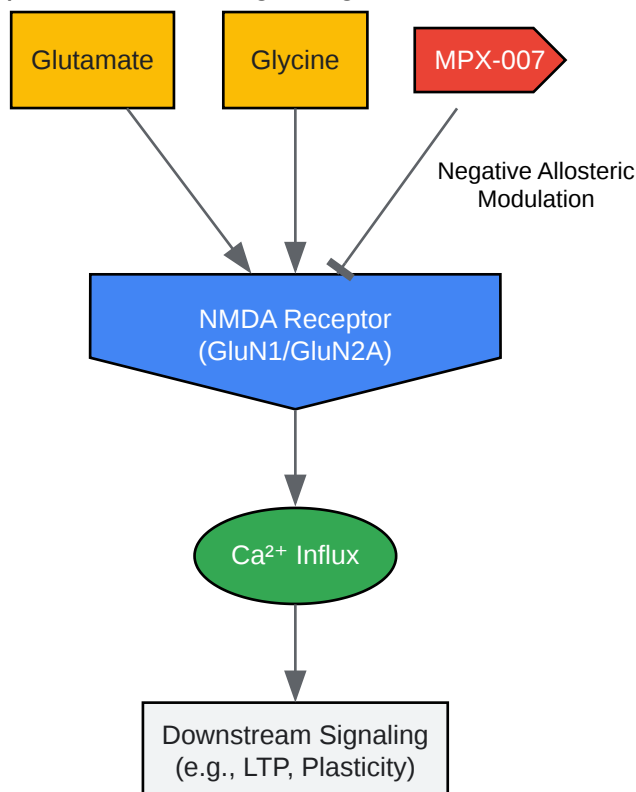 Glutamate
Glycine
MPX-007
Negative Allosteric
Modulation
NMDA Receptor
(GluN1/GluN2A)
Ca²⁺ Influx
Downstream Signaling
(e.g., LTP, Plasticity)